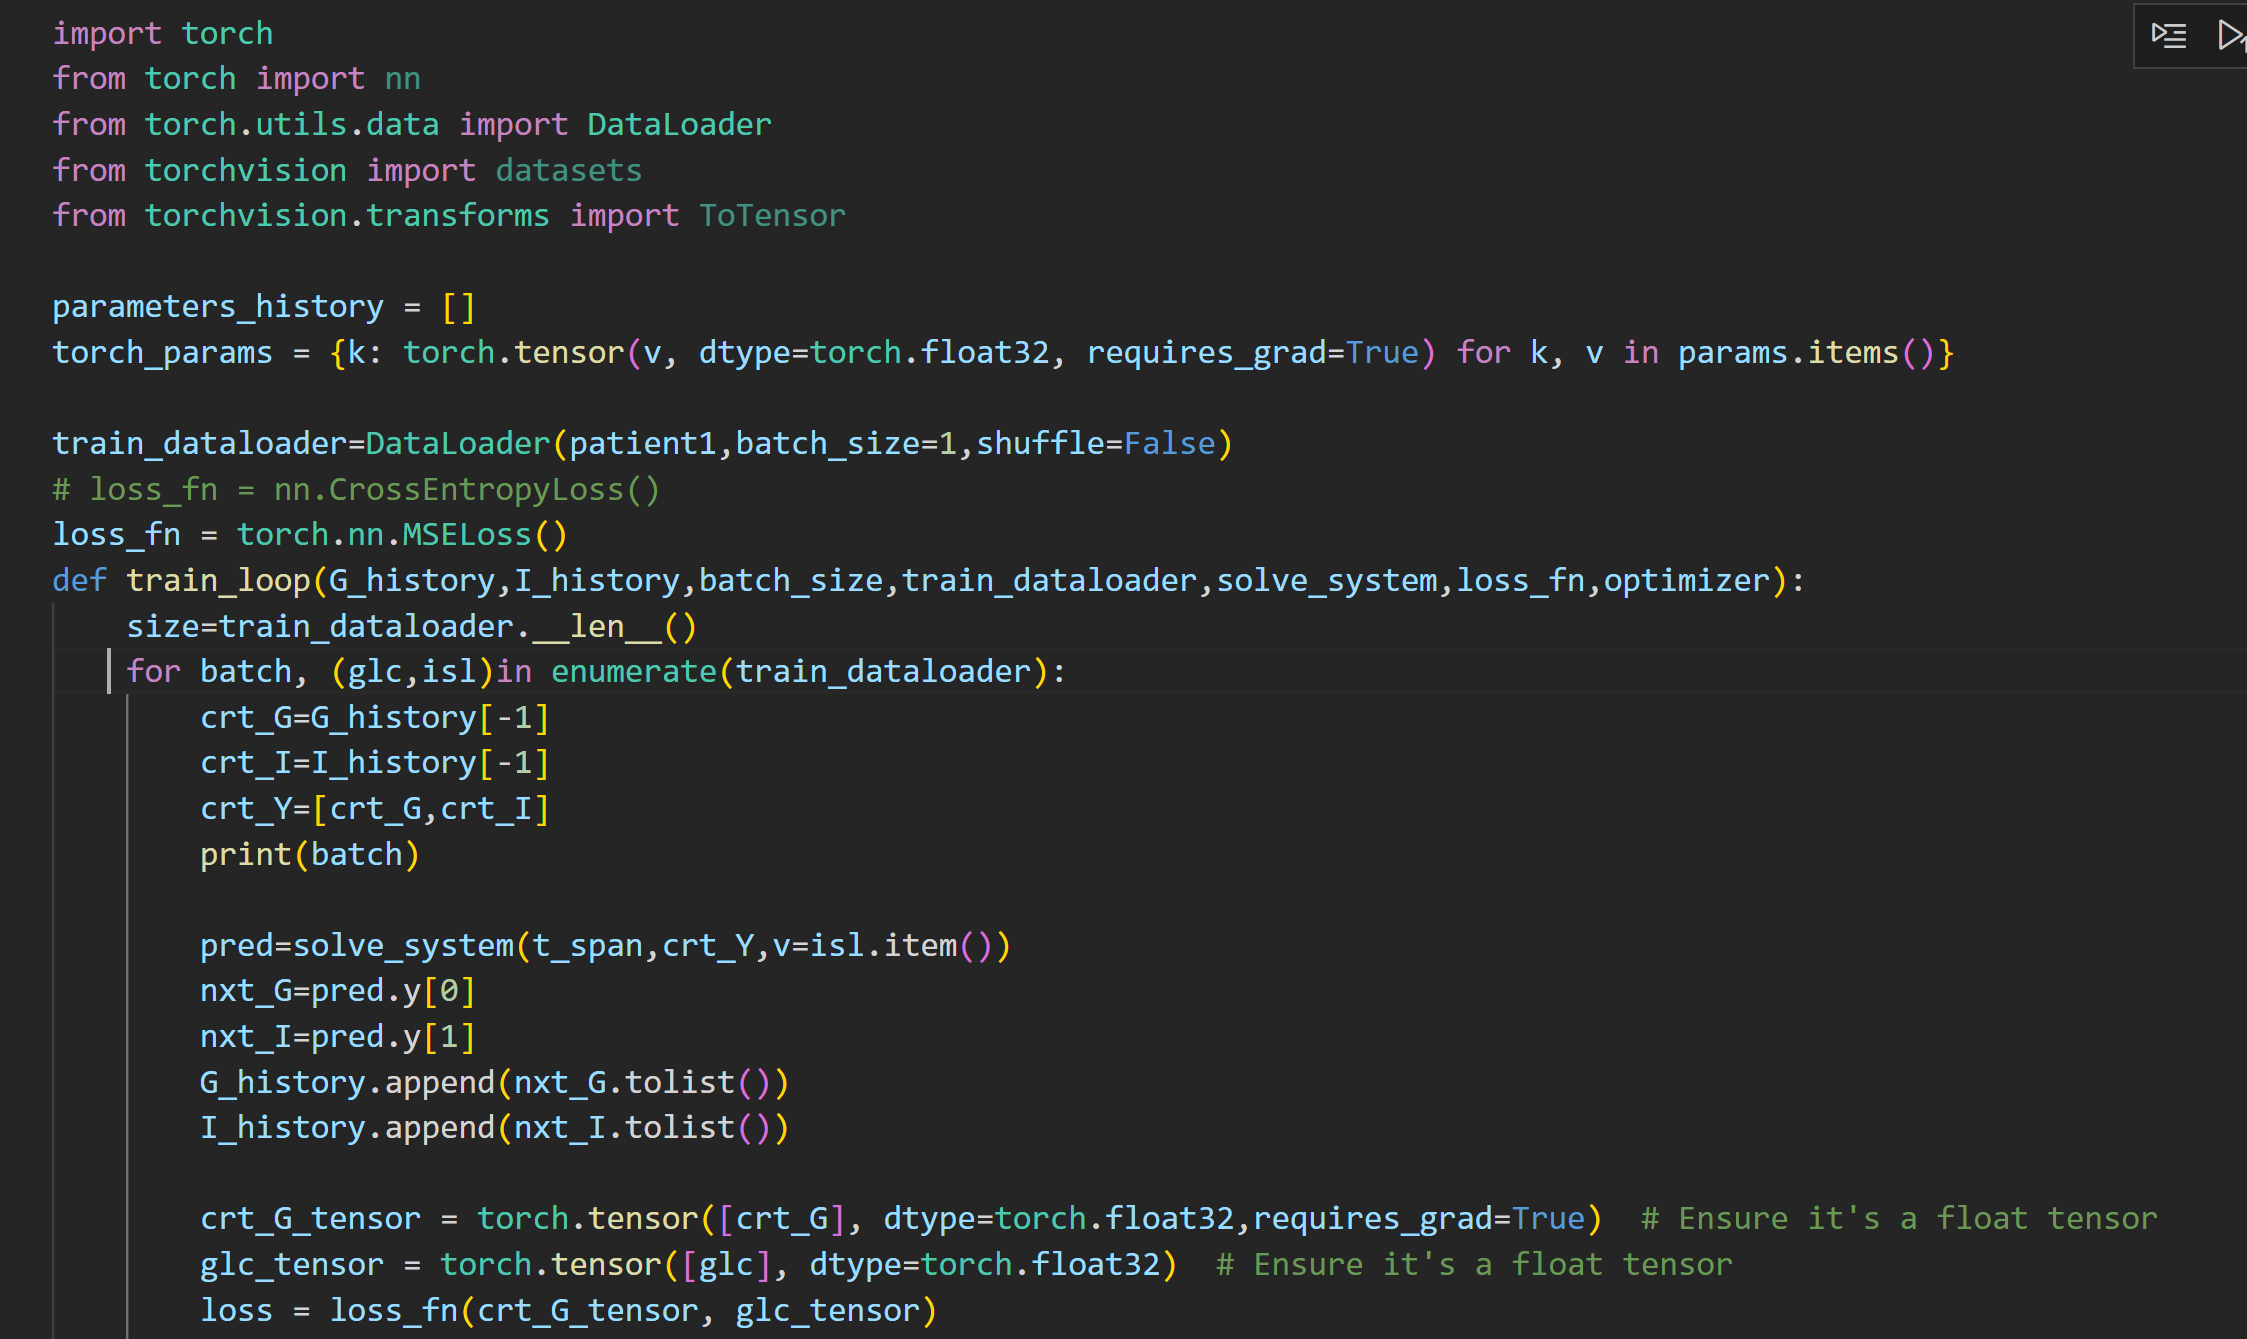 import torch
from torch import nn
from torch.utils.data import DataLoader
from torchvision import datasets
from torchvision.transforms import ToTensor

parameters_history = []
torch_params = {k: torch.tensor(v, dtype=torch.float32, requires_grad=True) for k, v in params.items()}

train_dataloader=DataLoader(patient1,batch_size=1,shuffle=False)
# loss_fn = nn.CrossEntropyLoss()
loss_fn = torch.nn.MSELoss()
def train_loop(G_history,I_history,batch_size,train_dataloader,solve_system,loss_fn,optimizer):
    size=train_dataloader.__len__()
    for batch, (glc,isl)in enumerate(train_dataloader):
        crt_G=G_history[-1]
        crt_I=I_history[-1]
        crt_Y=[crt_G,crt_I]
        print(batch)

        pred=solve_system(t_span,crt_Y,v=isl.item())
        nxt_G=pred.y[0]
        nxt_I=pred.y[1]
        G_history.append(nxt_G.tolist())
        I_history.append(nxt_I.tolist())

        crt_G_tensor = torch.tensor([crt_G], dtype=torch.float32,requires_grad=True)  # Ensure it's a float tensor
        glc_tensor = torch.tensor([glc], dtype=torch.float32)  # Ensure it's a float tensor
        loss = loss_fn(crt_G_tensor, glc_tensor)